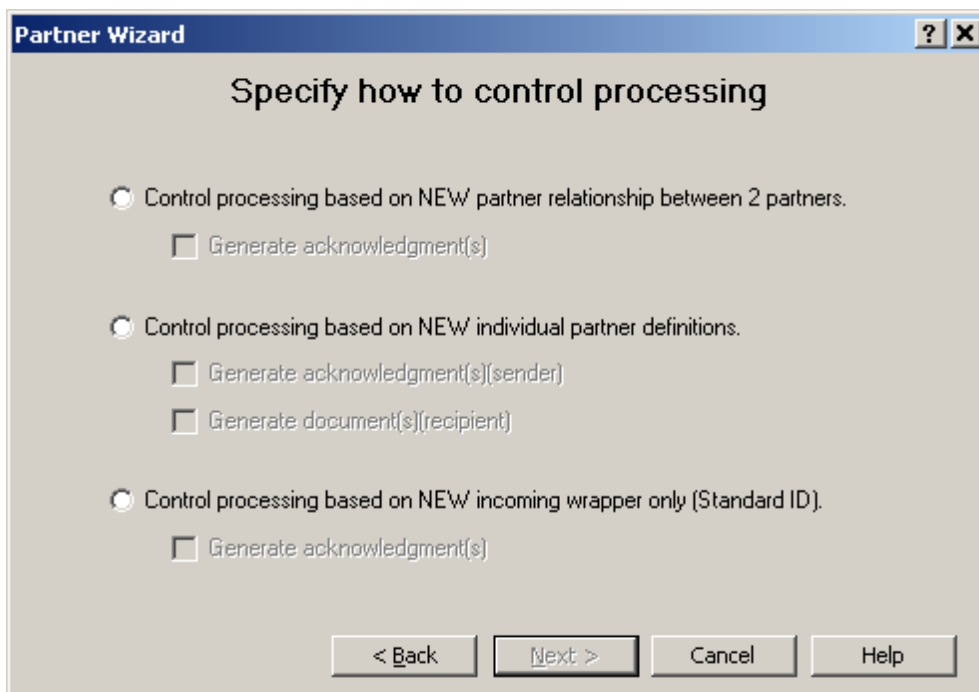 Partner Wizard
Specify how to control processing
Control processing based on NEW partner relationship between 2 partners.
Generate acknowledgment(s)
Control processing based on NEW individual partner definitions.
Generate acknowledgment(s)(sender)
Generate document(s)(recipient)
Control processing based on NEW incoming wrapper only (Standard ID).
Generate acknowledgment(s)
< Back Next > Cancel Help